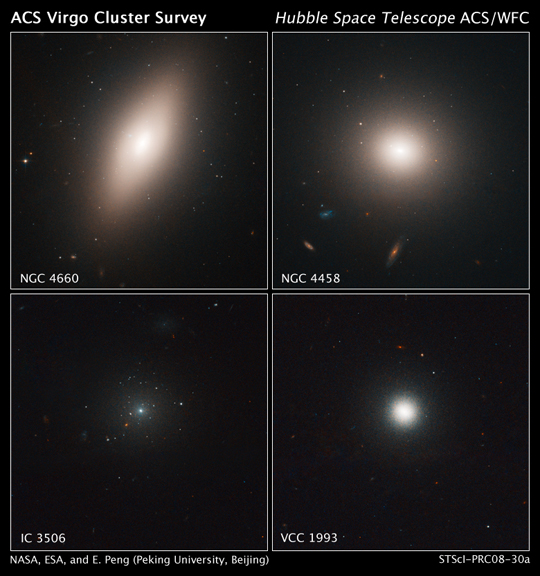 ACS Virgo Cluster Survey
Hubble Space Telescope ACS/WFC
NGC 4660
NGC 4458
IC 3506
VCC 1993
NASA, ESA, and E. Peng (Peking University, Beijing)
STScI-PRC08-30a